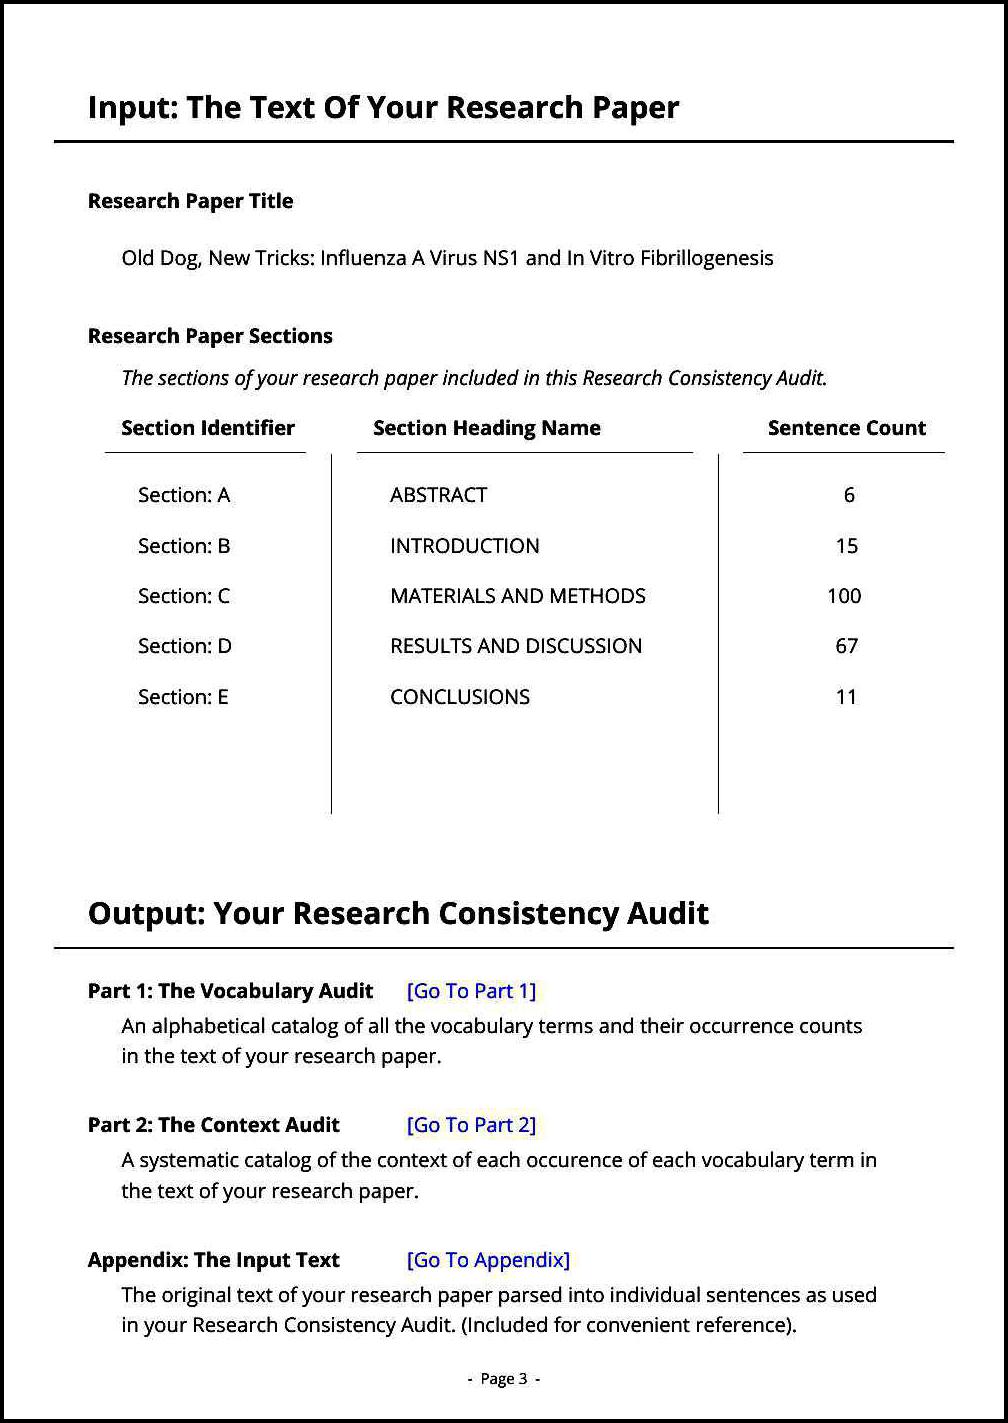 Input: The Text Of Your Research Paper
Research Paper Title
Old Dog, New Tricks: Influenza A Virus NS1 and In Vitro Fibrillogenesis
Research Paper Sections
The sections of your research paper included in this Research Consistency Audit.
Section Identifier Section Heading Name Sentence Count
Section: A ABSTRACT 6
Section: B INTRODUCTION 15
Section: C MATERIALS AND METHODS 100
Section: D RESULTS AND DISCUSSION 67
Section: E CONCLUSIONS 11
Output: Your Research Consistency Audit
Part 1: The Vocabulary Audit [Go To Part 1]
An alphabetical catalog of all the vocabulary terms and their occurrence counts
in the text of your research paper.
Part 2: The Context Audit [Go To Part 2]
A systematic catalog of the context of each occurence of each vocabulary term in
the text of your research paper.
Appendix: The Input Text [Go To Appendix]
The original text of your research paper parsed into individual sentences as used
in your Research Consistency Audit. (Included for convenient reference).
- Page 3 -